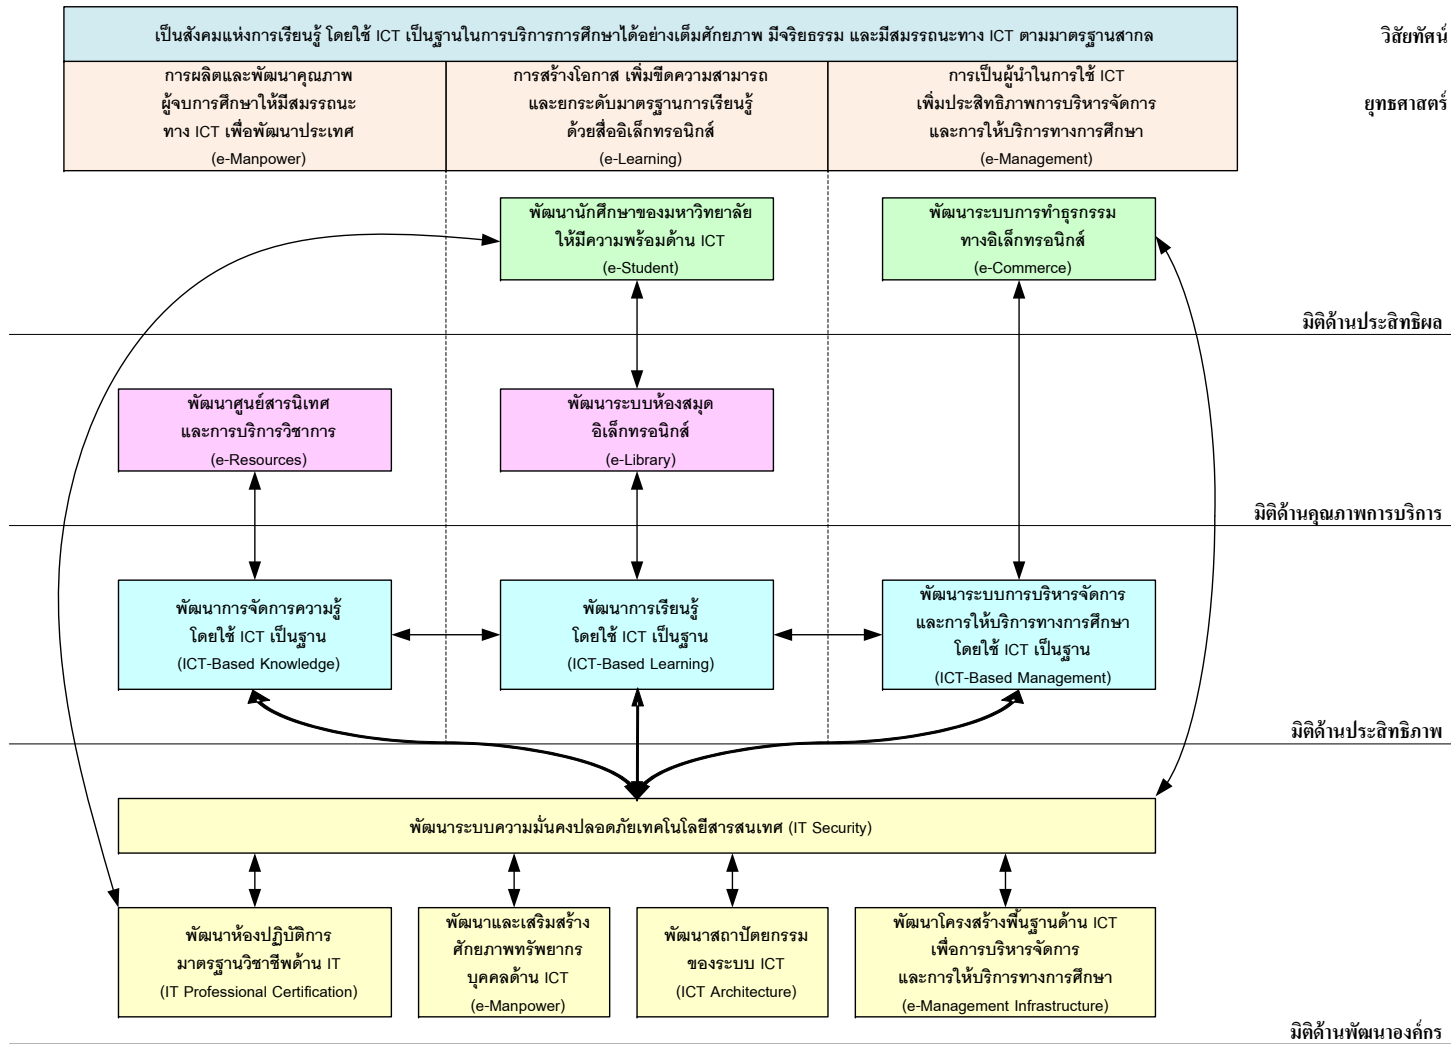 เป็นสังคมแห่งการเรียนรู้ โดยใช้ ICT เป็นฐานในการบริการการศึกษาได้อย่างเต็มศักยภาพ มีจริยธรรม และมีสมรรถนะทาง ICT ตามมาตรฐานสากล
วิสัยทัศน์
การผลิตและพัฒนาคุณภาพ
ผู้จบการศึกษาให้มีสมรรถนะ
ทาง ICT เพื่อพัฒนาประเทศ
(e-Manpower)
การสร้างโอกาส เพิ่มขีดความสามารถ
และยกระดับมาตรฐานการเรียนรู้
ด้วยสื่ออิเล็กทรอนิกส์
(e-Learning)
การเป็นผู้นำในการใช้ ICT
เพิ่มประสิทธิภาพการบริหารจัดการ
และการให้บริการทางการศึกษา
(e-Management)
ยุทธศาสตร์
พัฒนานักศึกษาของมหาวิทยาลัย
ให้มีความพร้อมด้าน ICT
(e-Student)
พัฒนาระบบการทำธุรกรรม
ทางอิเล็กทรอนิกส์
(e-Commerce)
มิติด้านประสิทธิผล
พัฒนาศูนย์สารนิเทศ
และการบริการวิชาการ
(e-Resources)
พัฒนาระบบห้องสมุด
อิเล็กทรอนิกส์
(e-Library)
มิติด้านคุณภาพการบริการ
พัฒนาการจัดการความรู้
โดยใช้ ICT เป็นฐาน
(ICT-Based Knowledge)
พัฒนาการเรียนรู้
โดยใช้ ICT เป็นฐาน
(ICT-Based Learning)
พัฒนาระบบการบริหารจัดการ
และการให้บริการทางการศึกษา
โดยใช้ ICT เป็นฐาน
(ICT-Based Management)
มิติด้านประสิทธิภาพ
พัฒนาระบบความมั่นคงปลอดภัยเทคโนโลยีสารสนเทศ (IT Security)
พัฒนาห้องปฏิบัติการ
มาตรฐานวิชาชีพด้าน IT
(IT Professional Certification)
พัฒนาและเสริมสร้าง
ศักยภาพทรัพยากร
บุคคลด้าน ICT
(e-Manpower)
พัฒนาสถาปัตยกรรม
ของระบบ ICT
(ICT Architecture)
พัฒนาโครงสร้างพื้นฐานด้าน ICT
เพื่อการบริหารจัดการ
และการให้บริการทางการศึกษา
(e-Management Infrastructure)
มิติด้านพัฒนาองค์กร